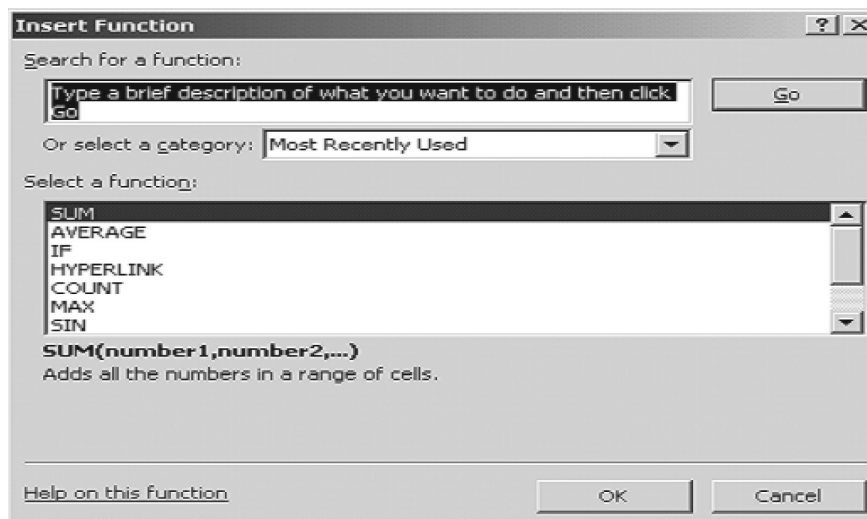 Insert Function
Search for a function:
Type a brief description of what you want to do and then click
Go
Go
Or select a category: Most Recently Used
Select a function:
SUM
AVERAGE
IF
HYPERLINK
COUNT
MAX
SIN
SUM(number1,number2,...)
Adds all the numbers in a range of cells.
Help on this function
OK
Cancel